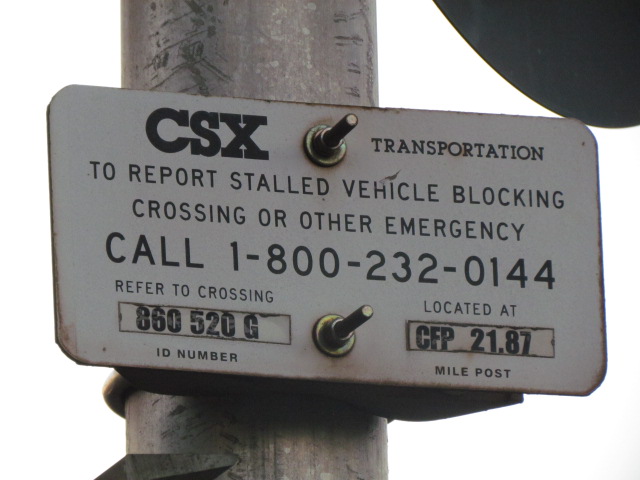 CSX TRANSPORTATION
TO REPORT STALLED VEHICLE BLOCKING
CROSSING OR OTHER EMERGENCY
CALL 1-800-232-0144
REFER TO CROSSING
860 520 G
ID NUMBER
LOCATED AT
CFP 21.87
MILE POST